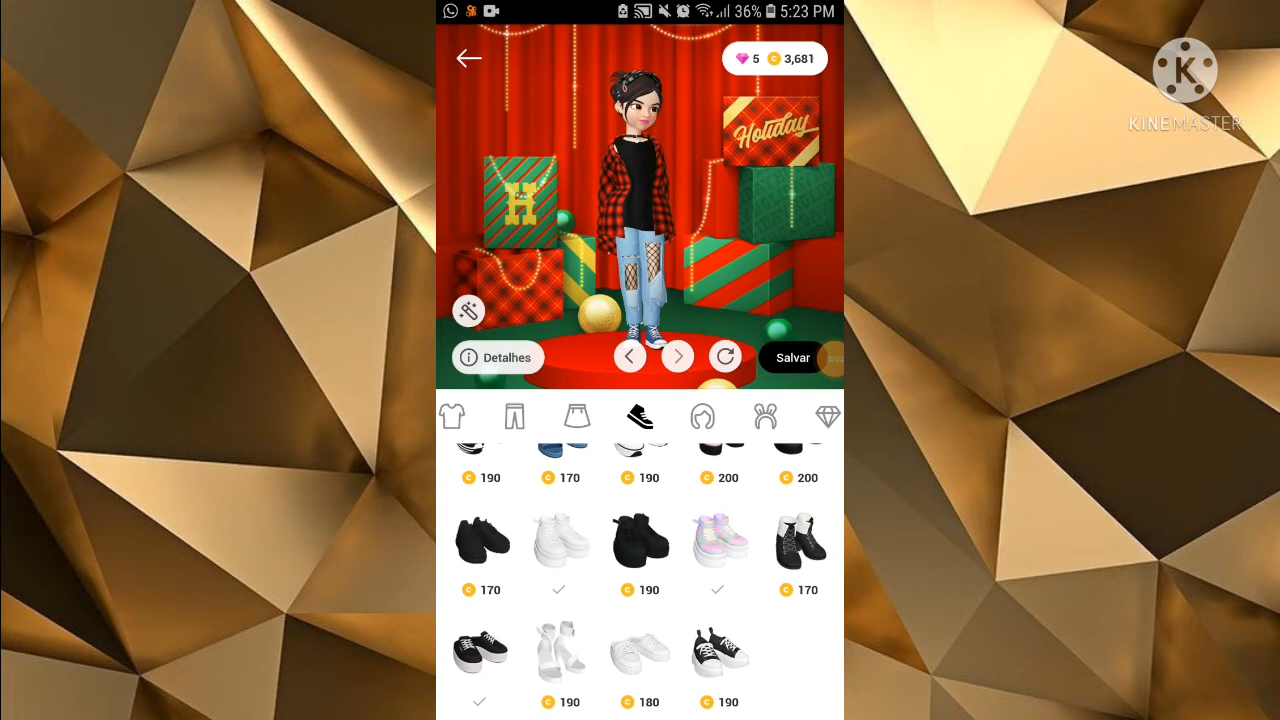 36% 5:23 PM
5 3,681
K
KINEMASTER
Holiday
H
Detalhes
Salvar
190 170 190 200 200
170 190 170
190 180 190